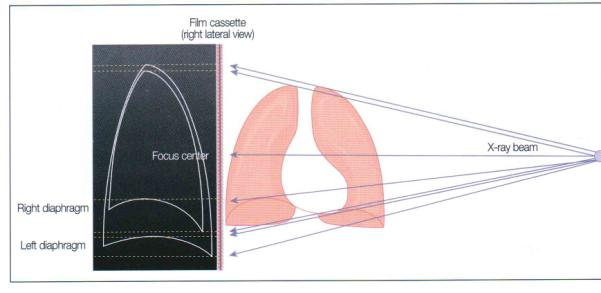 Film cassette
(right lateral view)
Focus center
X-ray beam
Right diaphragm
Left diaphragm